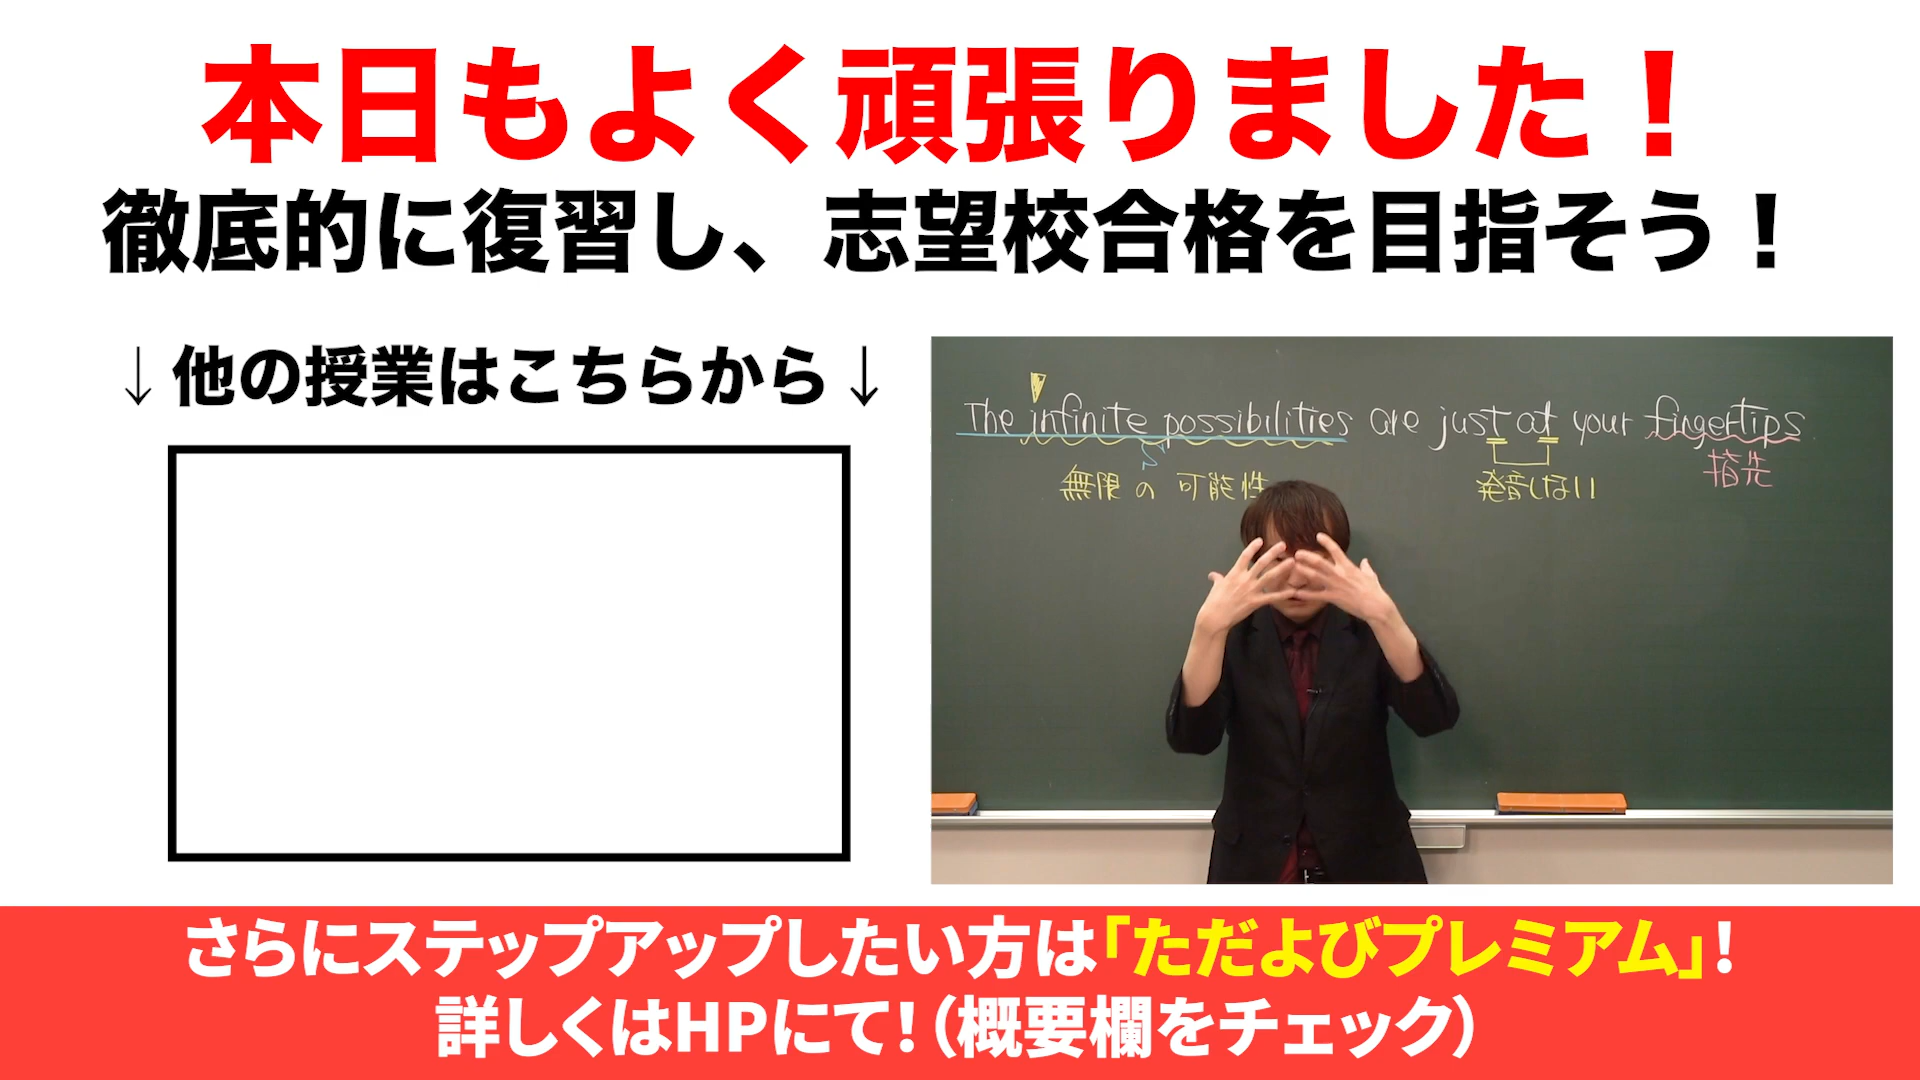 本日もよく頑張りました！
徹底的に復習し、志望校合格を目指そう！
↓他の授業はこちらから↓
The infinite possibilities are just at your fingertips
無限の可能性
発音しない
指先
さらにステップアップしたい方は「ただよびプレミアム」！
詳しくはHPにて！（概要欄をチェック）